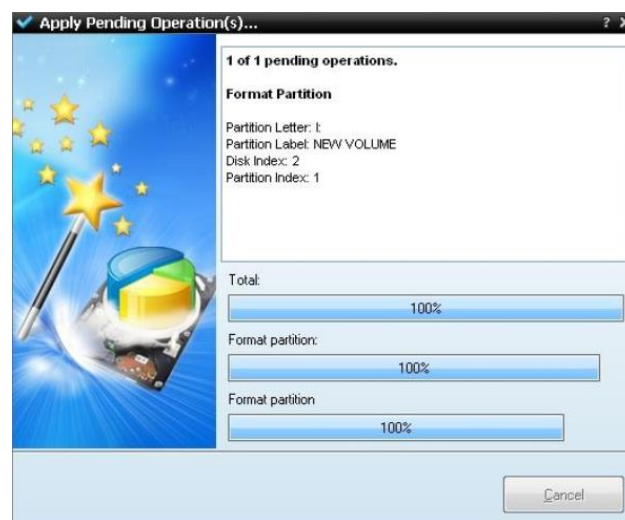 Apply Pending Operation(s)...
1 of 1 pending operations.
Format Partition
Partition Letter: I:
Partition Label: NEW VOLUME
Disk Index: 2
Partition Index: 1
Total:
100%
Format partition:
100%
Format partition
100%
Cancel